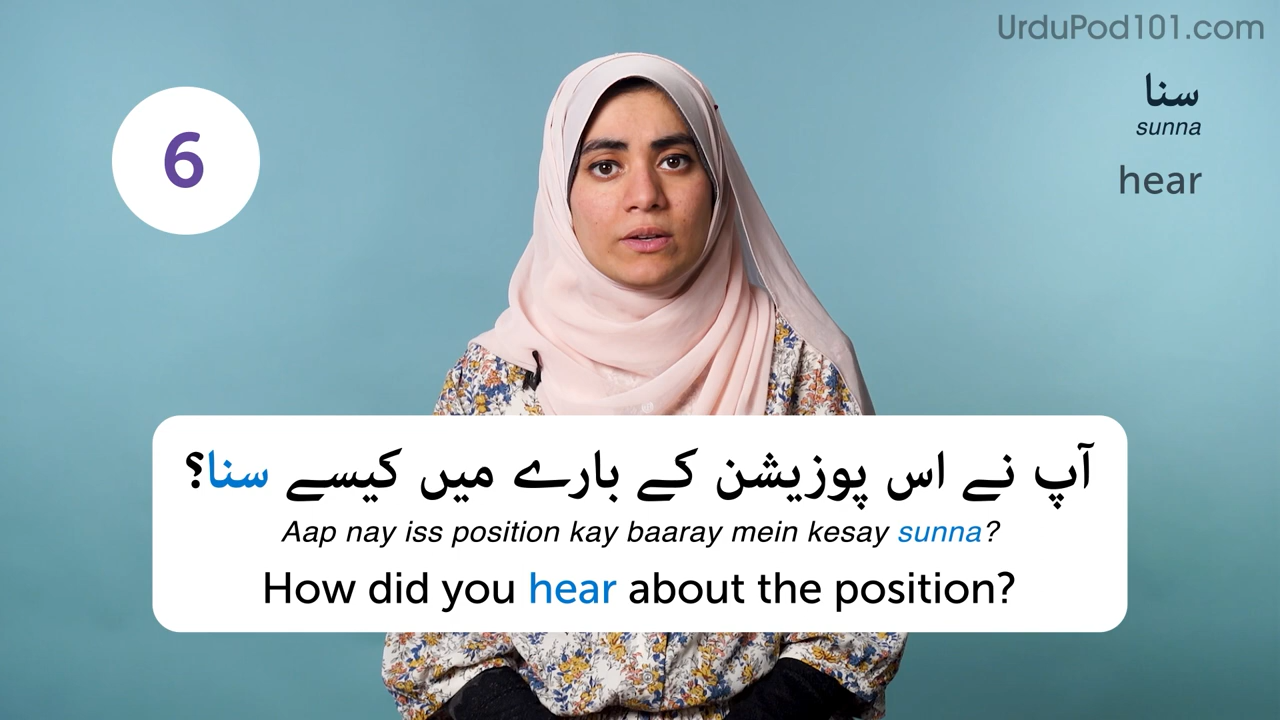 UrduPod101.com
6
سنا
sunna
hear
آپ نے اس پوزیشن کے بارے میں کیسے سنا؟
Aap nay iss position kay baaray mein kesay sunna?
How did you hear about the position?